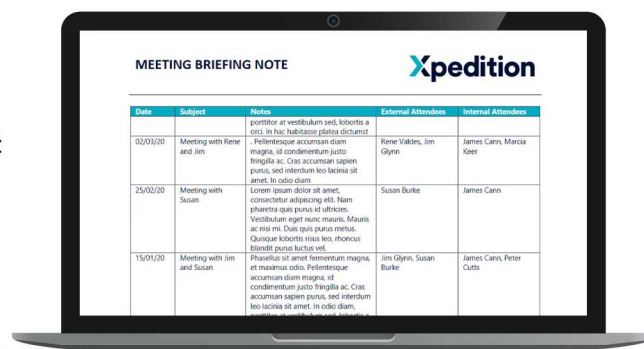 MEETING BRIEFING NOTE
Xpedition
Date Subject Notes External Attendees Internal Attendees
porttitor at vestibulum sed, lobortis a
orci. In hac habitasse platea dictumst
02/03/20 Meeting with Rene . Pellentesque accumsan diam Rene Valdes, Jim James Cann, Marcia
and Jim magna, id condimentum justo Glynn Keer
fringilla ac. Cras accumsan sapien
purus, sed interdum leo lacinia sit
amet. In odio diam
25/02/20 Meeting with Lorem ipsum dolor sit amet, Susan Burke James Cann
Susan consectetur adipiscing elit. Nam
pharetra quis purus id ultricies.
Vestibulum eget nunc mauris. Mauris
ac nisi mi. Duis quis purus metus.
Quisque lobortis risus leo, rhoncus
blandit purus luctus vel.
15/01/20 Meeting with Jim Phasellus sit amet fermentum magna, Jim Glynn, Susan James Cann, Peter
and Susan et maximus odio. Pellentesque Burke Cutts
accumsan diam magna, id
condimentum justo fringilla ac. Cras
accumsan sapien purus, sed interdum
leo lacinia sit amet. In odio diam,
porttitor at vestibulum sed, lobortis a